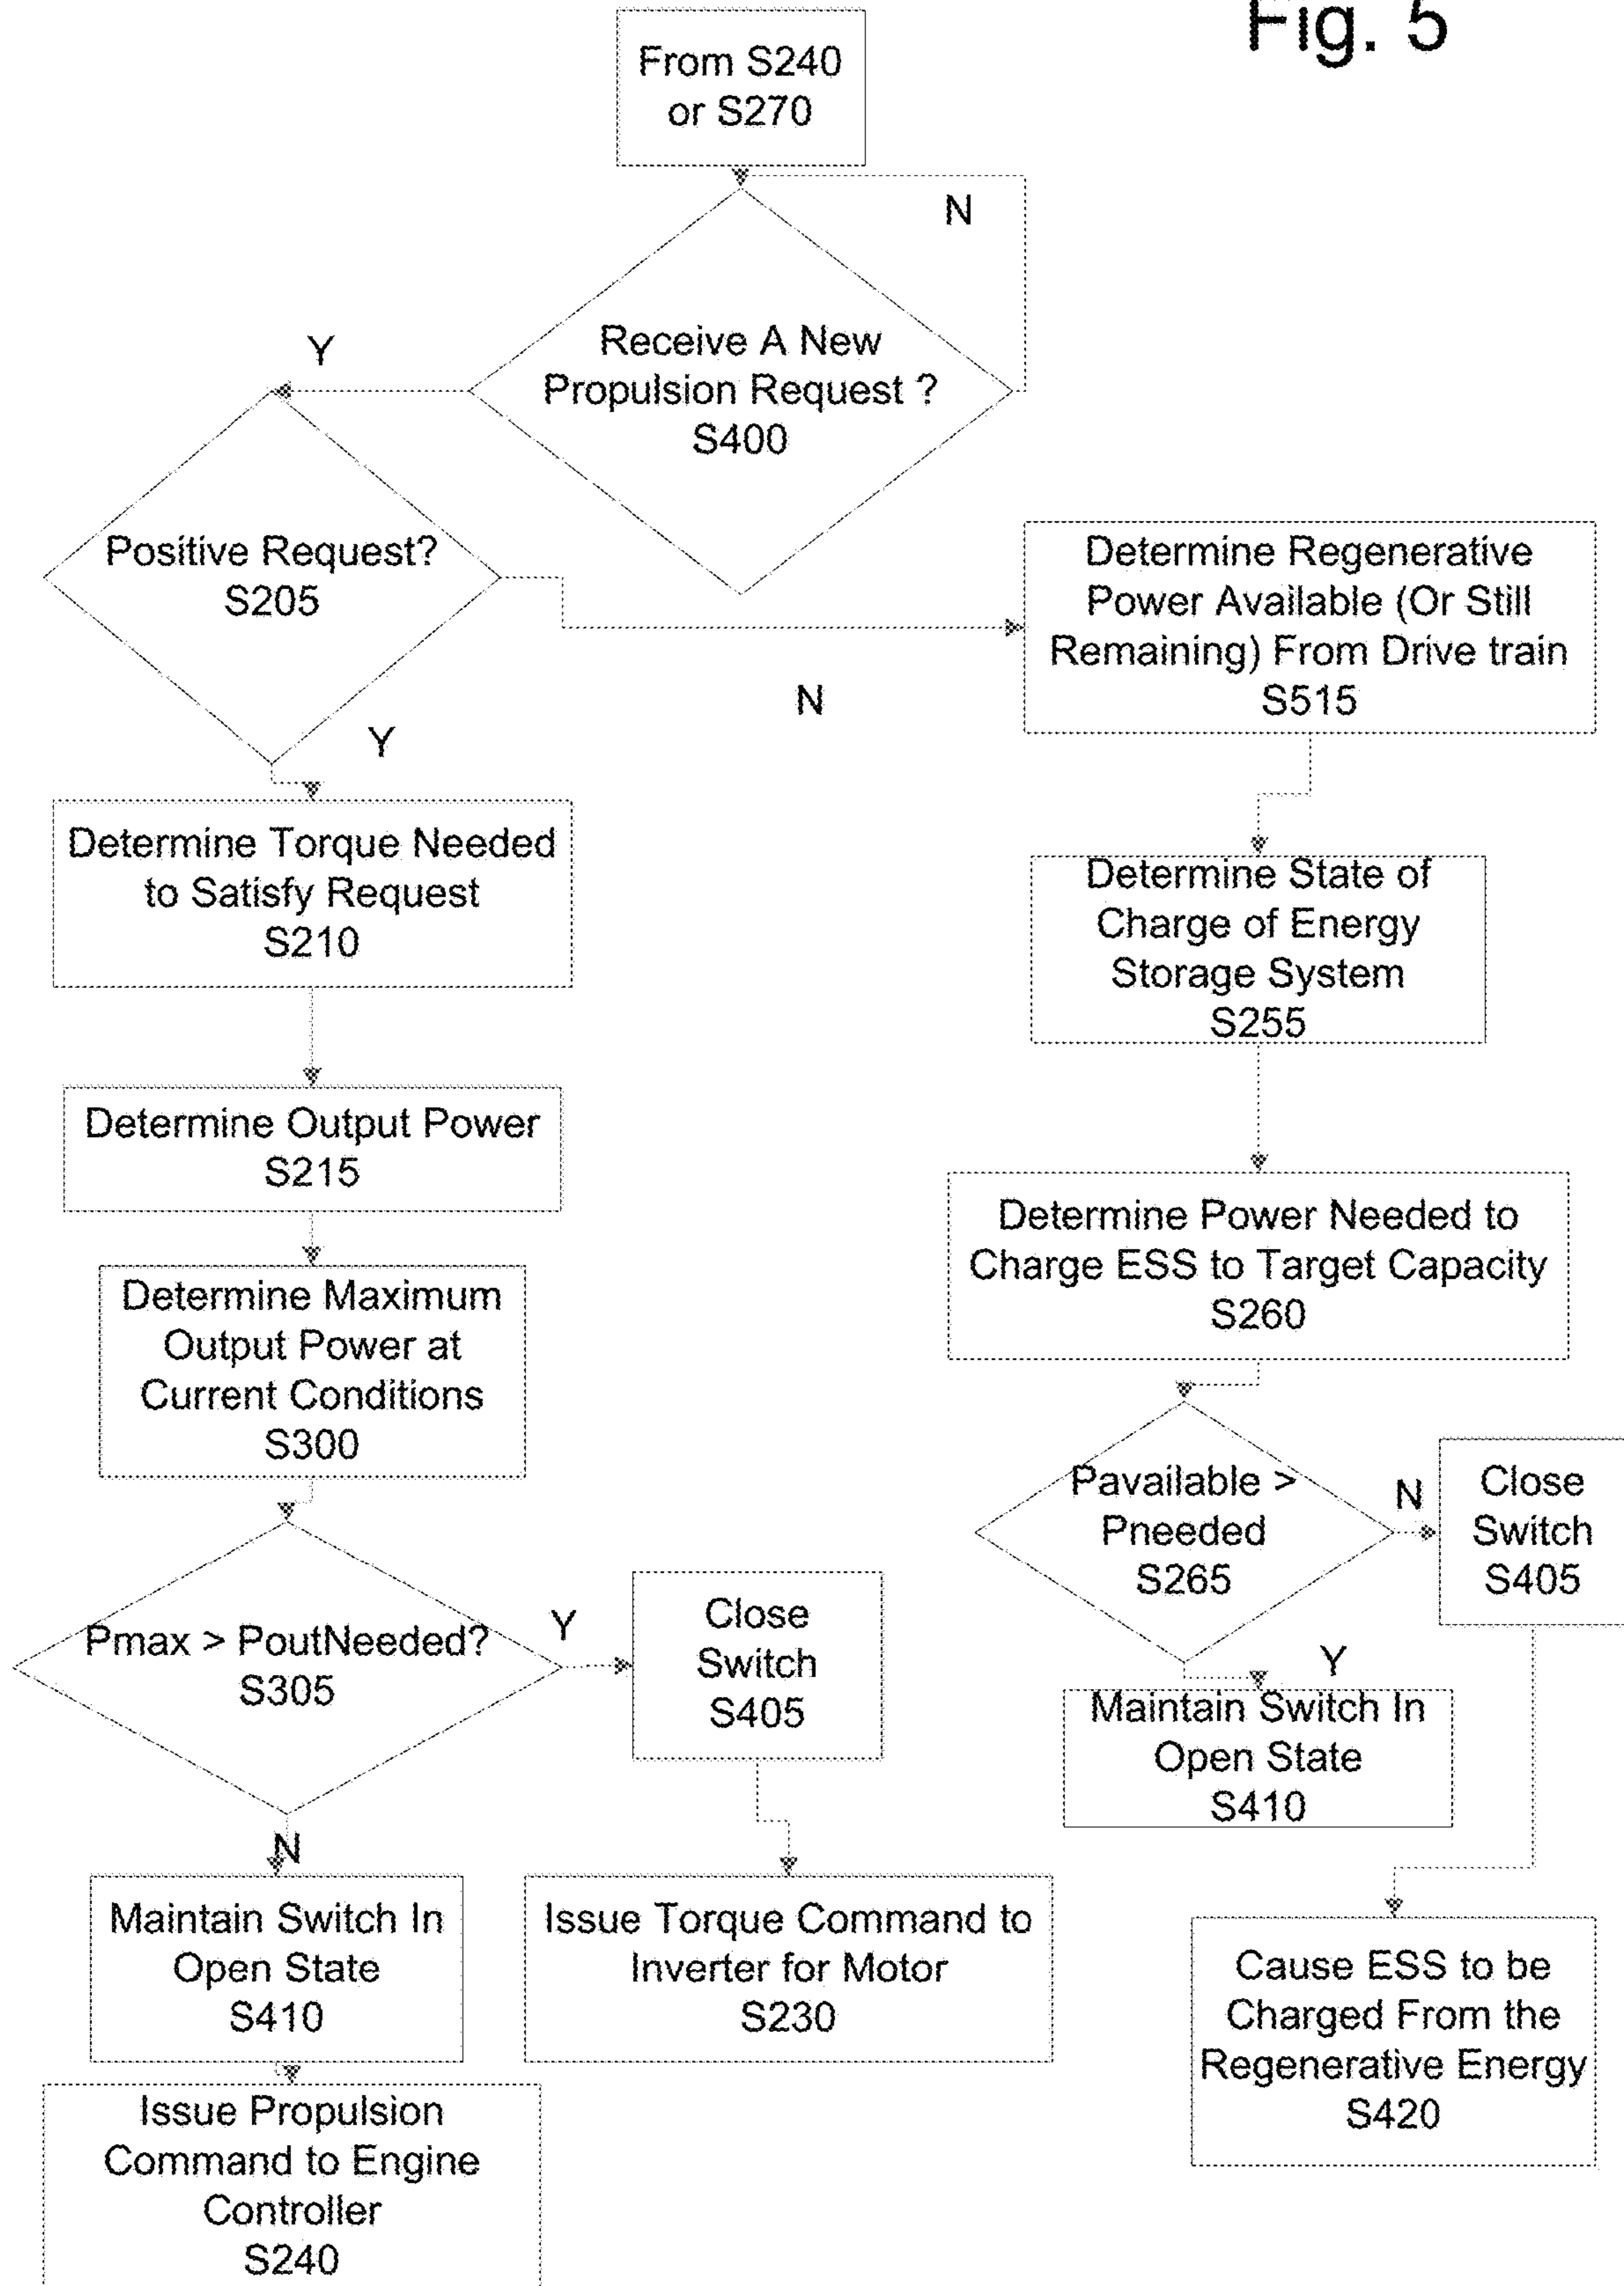 Fig. 5
From S240
or S270
N
Receive A New
Propulsion Request ?
S400
Y
Positive Request?
S205
N
Y
Determine Regenerative
Power Available (Or Still
Remaining) From Drive train
S515
Determine Torque Needed
to Satisfy Request
S210
Determine State of
Charge of Energy
Storage System
S255
Determine Output Power
S215
Determine Power Needed to
Charge ESS to Target Capacity
S260
Determine Maximum
Output Power at
Current Conditions
S300
Pavailable >
Pneeded
S265
N
Close
Switch
S405
Y
Maintain Switch In
Open State
S410
Pmax > PoutNeeded?
S305
Y
Close
Switch
S405
N
Maintain Switch In
Open State
S410
Issue Torque Command to
Inverter for Motor
S230
Cause ESS to be
Charged From the
Regenerative Energy
S420
Issue Propulsion
Command to Engine
Controller
S240